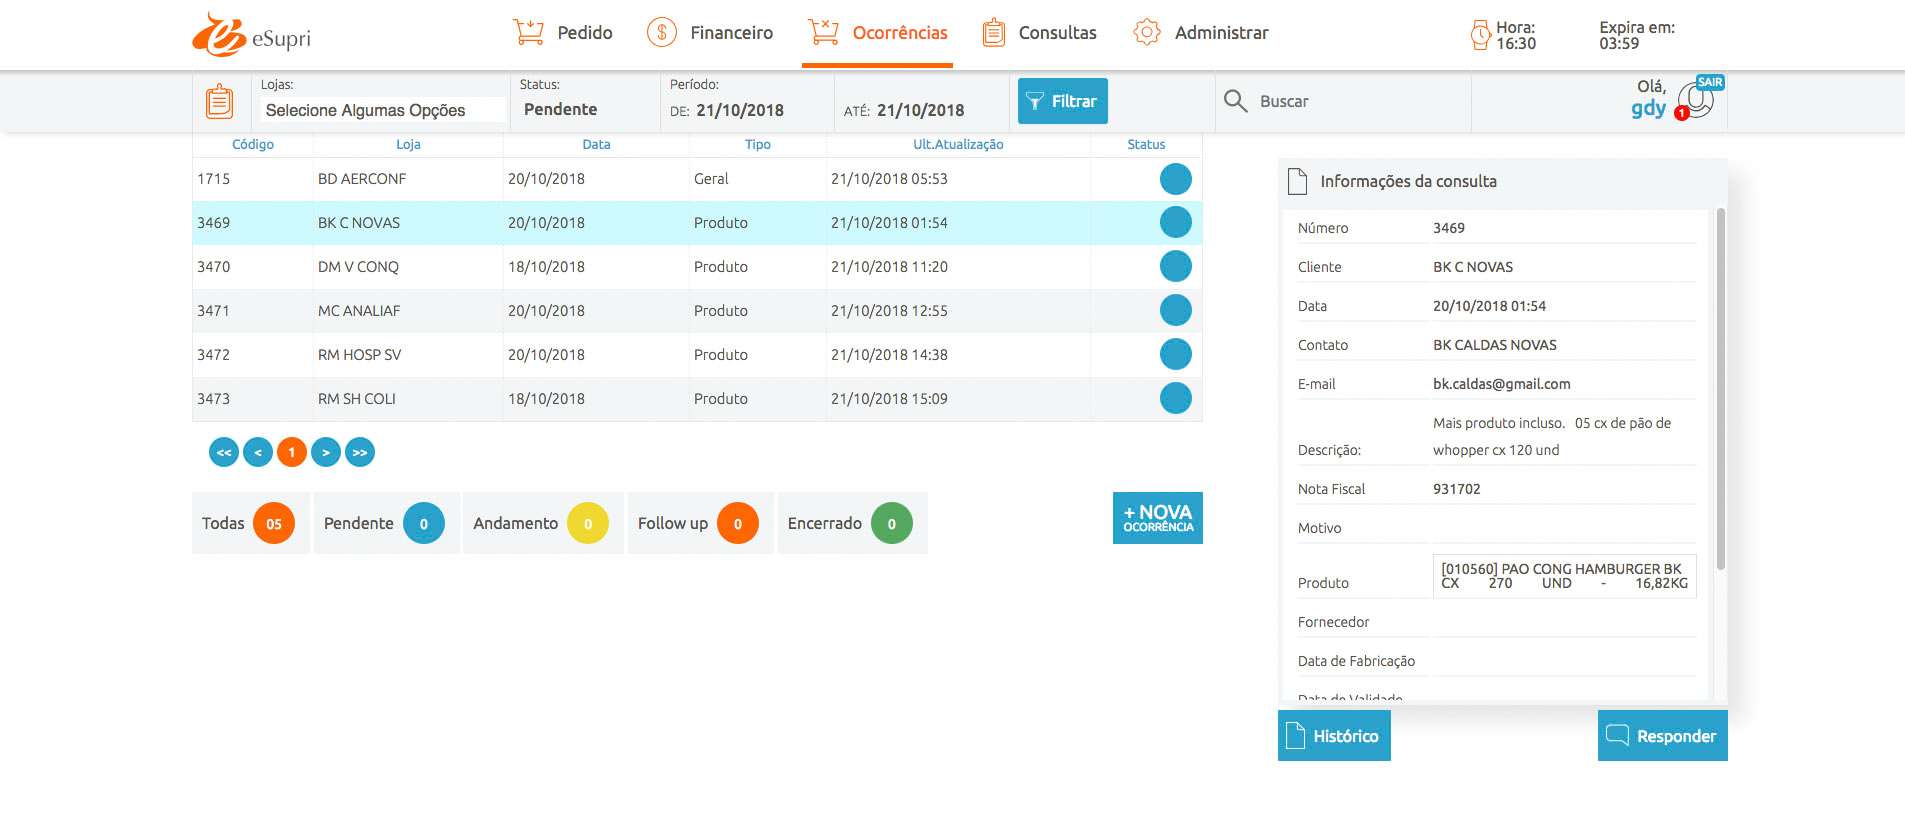 eSupri
Pedido
Financeiro
Ocorrências
Consultas
Administrar
Hora:
16:30
Expira em:
03:59
Lojas:
Selecione Algumas Opções
Status:
Pendente
Período:
DE: 21/10/2018
ATÉ: 21/10/2018
Filtrar
Buscar
Olá,
gdy
SAIR
1
Código Loja Data Tipo Ult.Atualização Status
1715 BD AERCONF 20/10/2018 Geral 21/10/2018 05:53
3469 BK C NOVAS 20/10/2018 Produto 21/10/2018 01:54
3470 DM V CONQ 18/10/2018 Produto 21/10/2018 11:20
3471 MC ANALIAF 20/10/2018 Produto 21/10/2018 12:55
3472 RM HOSP SV 20/10/2018 Produto 21/10/2018 14:38
3473 RM SH COLI 18/10/2018 Produto 21/10/2018 15:09
<< < 1 > >>
Todas 05
Pendente 0
Andamento 0
Follow up 0
Encerrado 0
+ NOVA
OCORRÊNCIA
Informações da consulta
Número 3469
Cliente BK C NOVAS
Data 20/10/2018 01:54
Contato BK CALDAS NOVAS
E-mail bk.caldas@gmail.com
Descrição: Mais produto incluso. 05 cx de pão de
whopper cx 120 und
Nota Fiscal 931702
Motivo
Produto [010560] PAO CONG HAMBURGER BK
CX 270 UND - 16,82KG
Fornecedor
Data de Fabricação
Data de Validade
Histórico
Responder